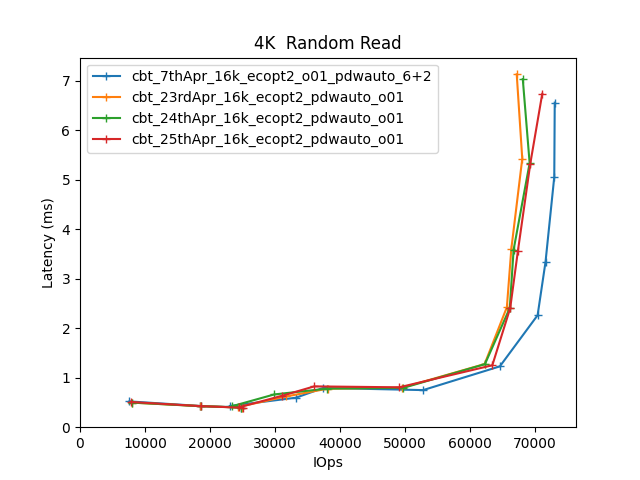 4K  Random Read
cbt_7thApr_16k_ecopt2_o01_pdwauto_6+2
cbt_23rdApr_16k_ecopt2_pdwauto_o01
cbt_24thApr_16k_ecopt2_pdwauto_o01
cbt_25thApr_16k_ecopt2_pdwauto_o01
Latency (ms)
7
6
5
4
3
2
1
0
0 10000 20000 30000 40000 50000 60000 70000
IOps